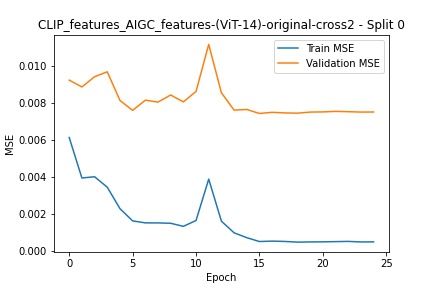 CLIP_features_AIGC_features-(ViT-14)-original-cross2 - Split 0
Train MSE
Validation MSE
0.010
0.008
0.006
0.004
0.002
0.000
MSE
0 5 10 15 20 25
Epoch